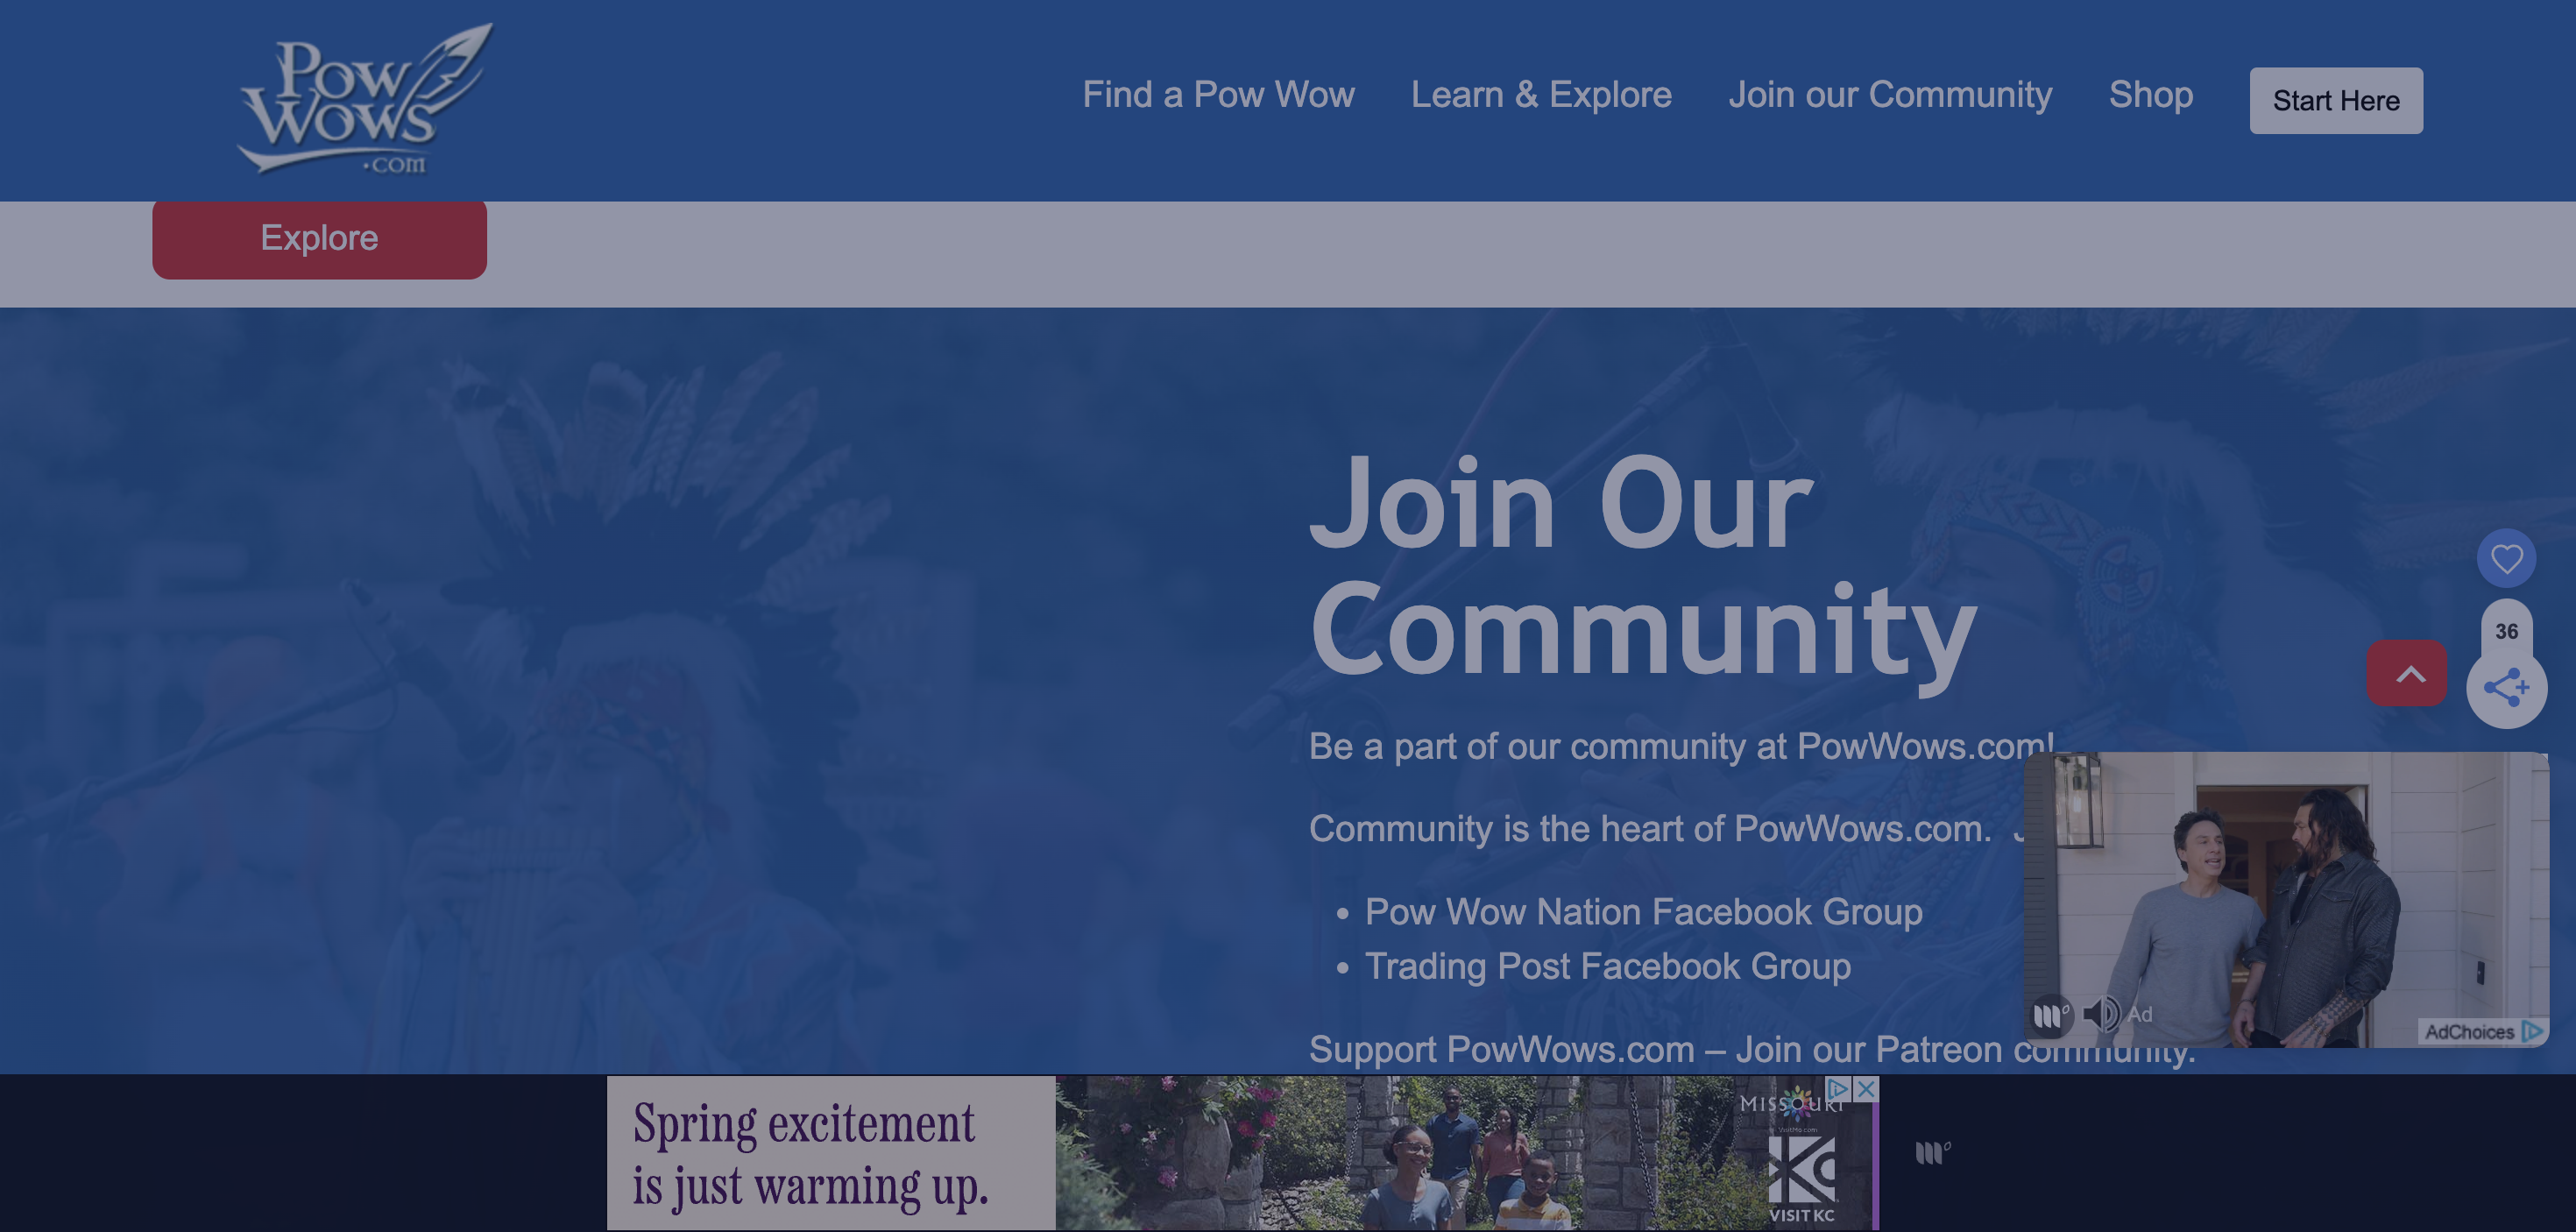 Pow
Wows
.com
Find a Pow Wow
Learn & Explore
Join our Community
Shop
Start Here
Explore
Join Our
Community
Be a part of our community at PowWows.com!
Community is the heart of PowWows.com.
Pow Wow Nation Facebook Group
Trading Post Facebook Group
Support PowWows.com – Join our Patreon community.
36
Ad
AdChoices
Spring excitement
is just warming up.
MISSOURI
VisitMo.com
KC
VISIT KC